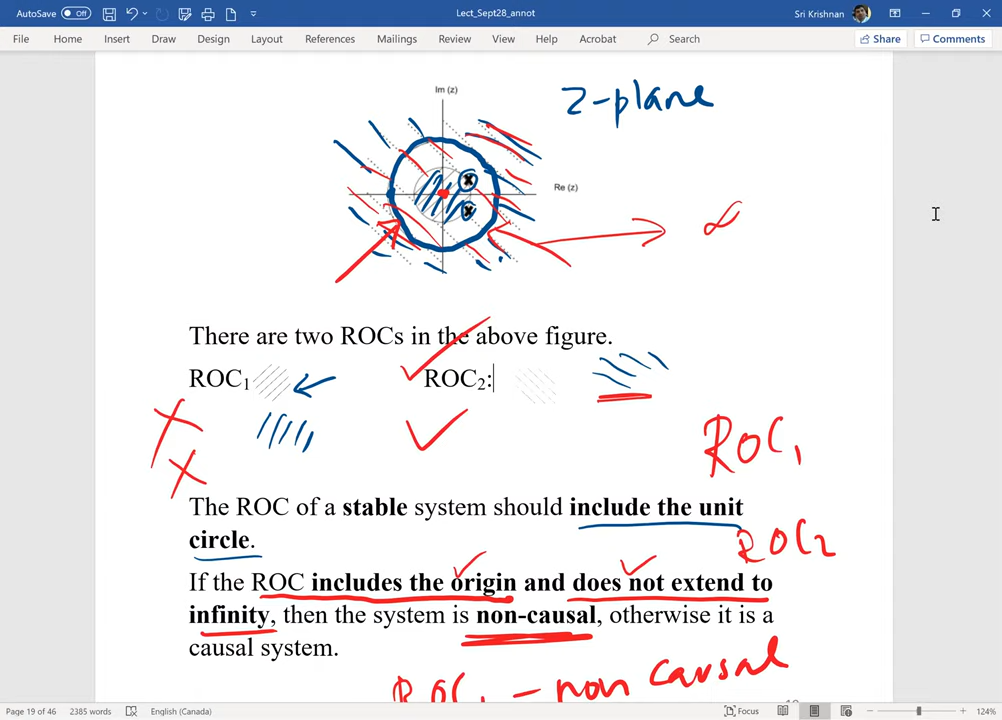 AutoSave Off Lect_Sept28_annot Sri Krishnan
File Home Insert Draw Design Layout References Mailings Review View Help Acrobat Search Share Comments
Im (z)
z-plane
Re (z)
∞
There are two ROCs in the above figure.
ROC1 ROC2:
ROC1
The ROC of a stable system should include the unit
circle.
ROC2
If the ROC includes the origin and does not extend to
infinity, then the system is non-causal, otherwise it is a
causal system.
ROC1 - non causal
Page 19 of 46 2385 words English (Canada) Focus 124%